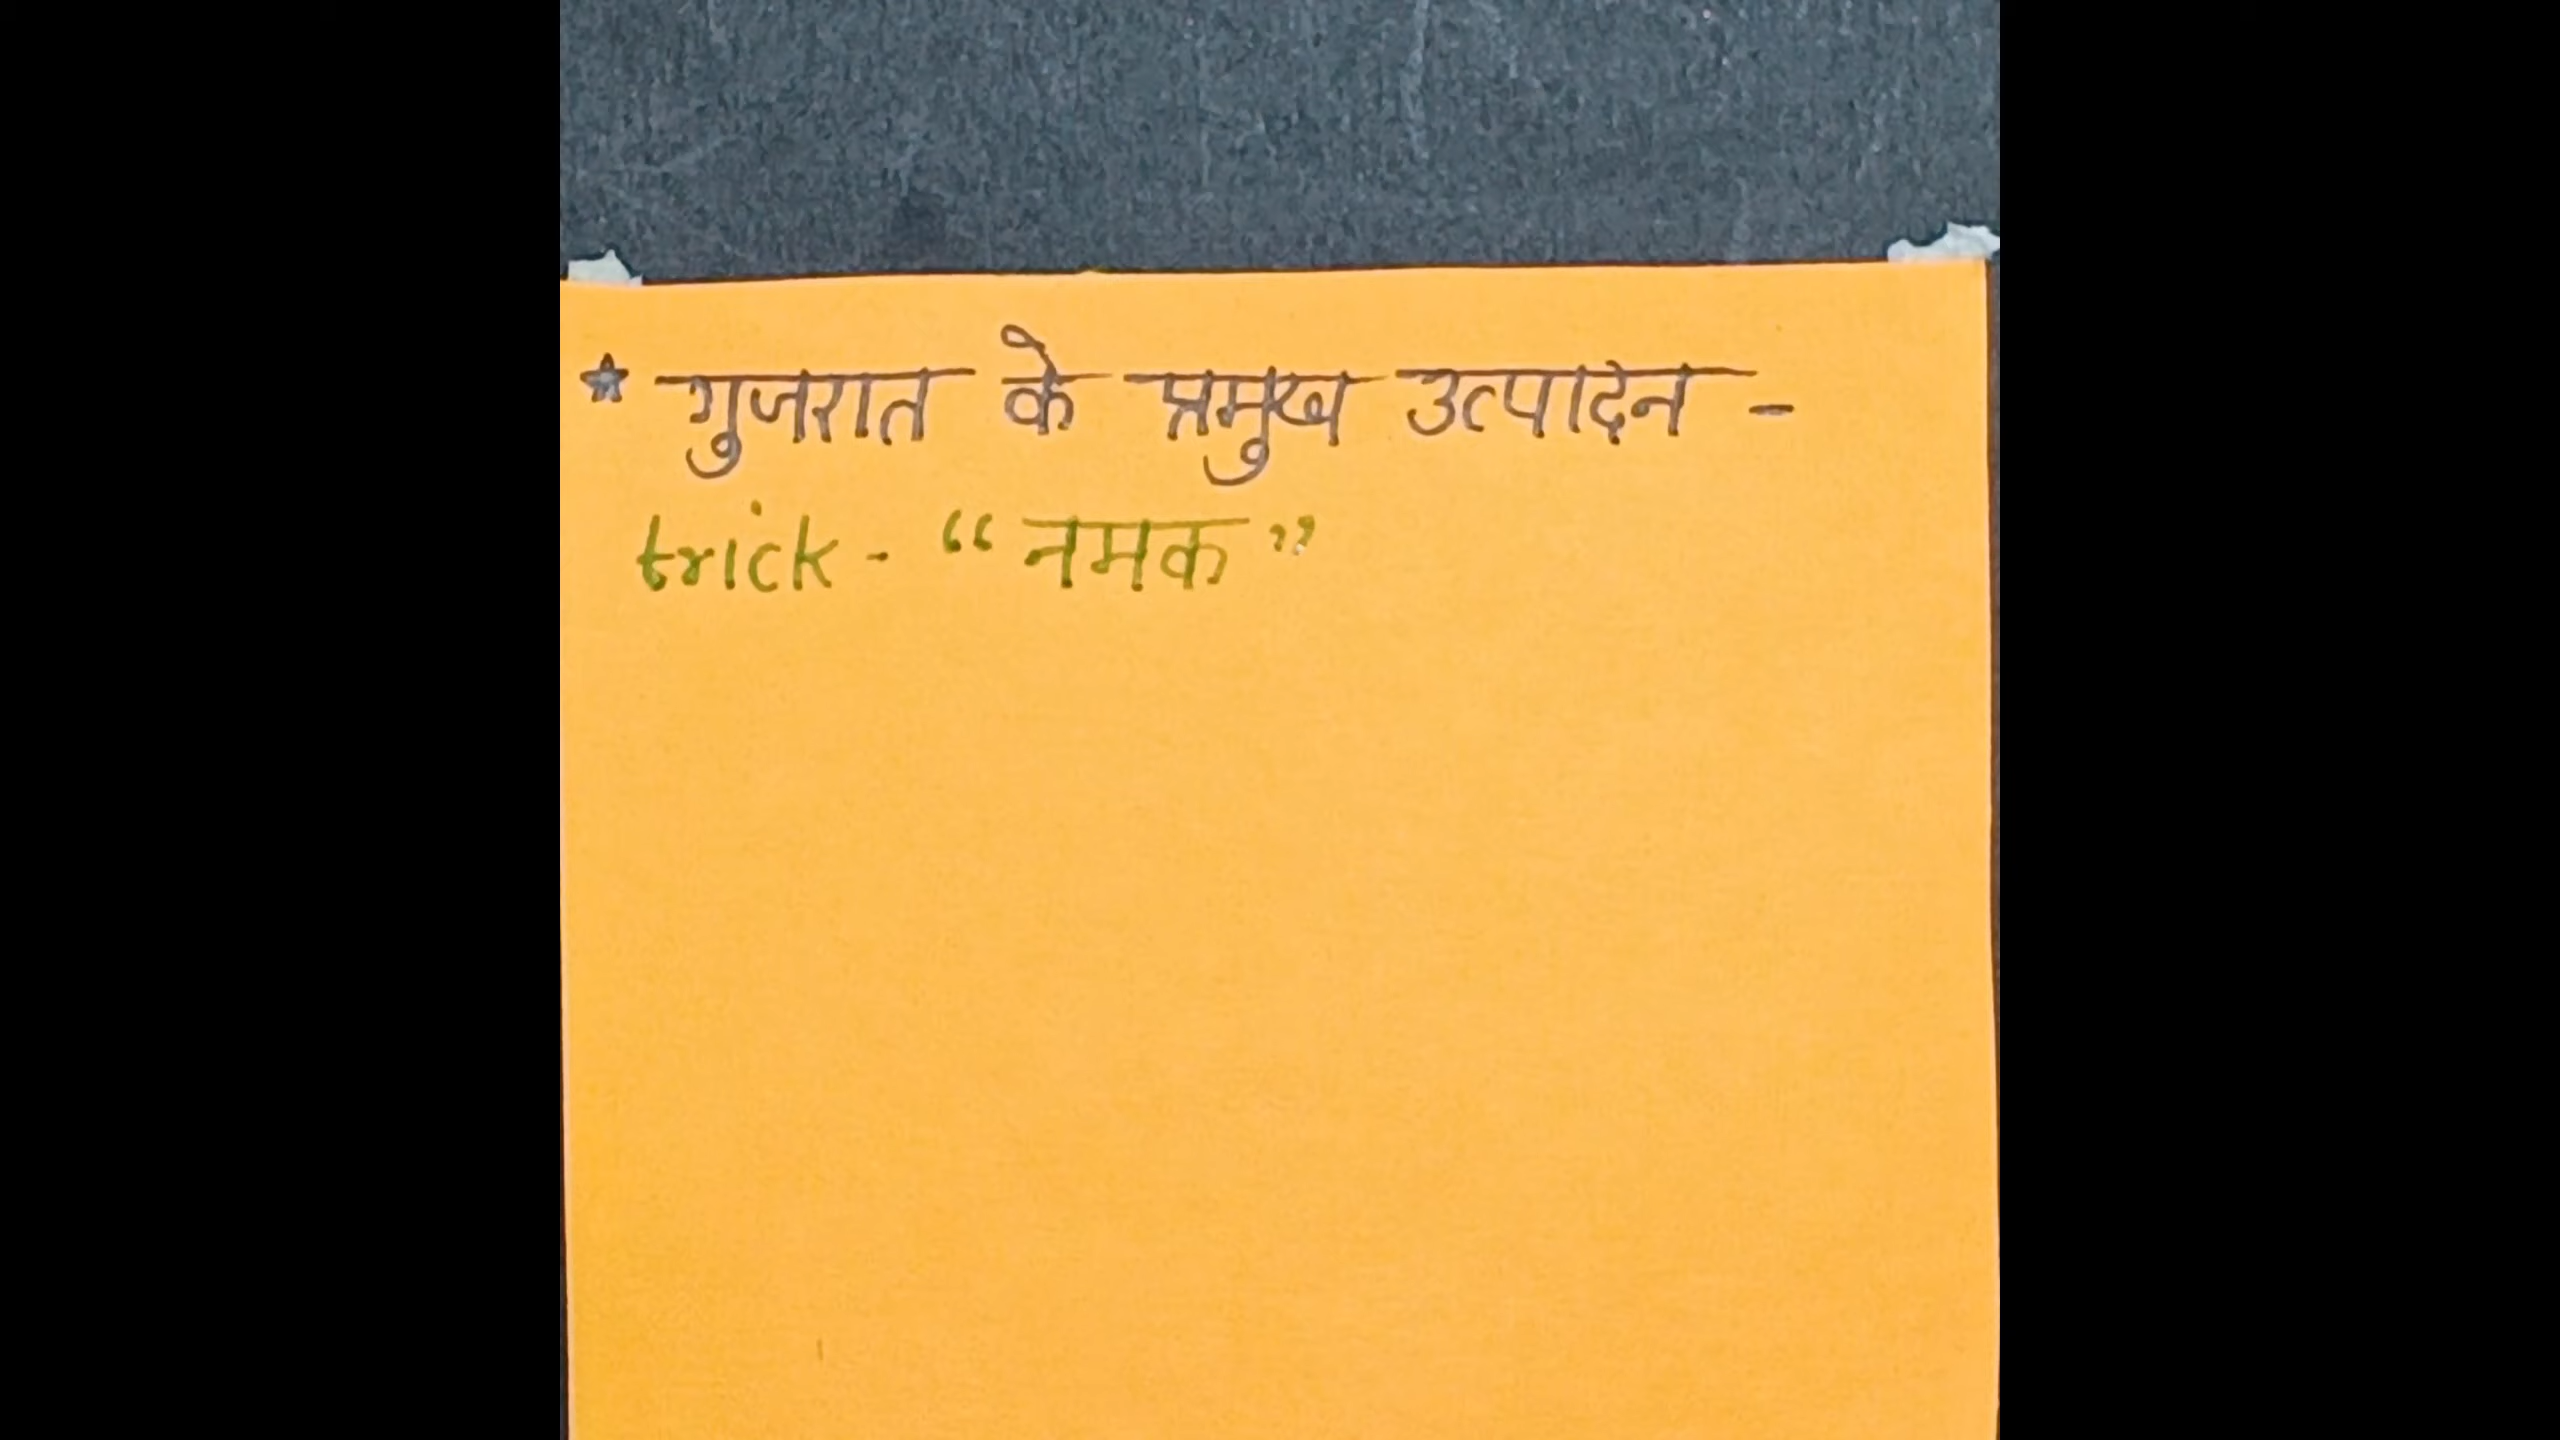 * गुजरात के प्रमुख उत्पादन -
trick - “नमक”